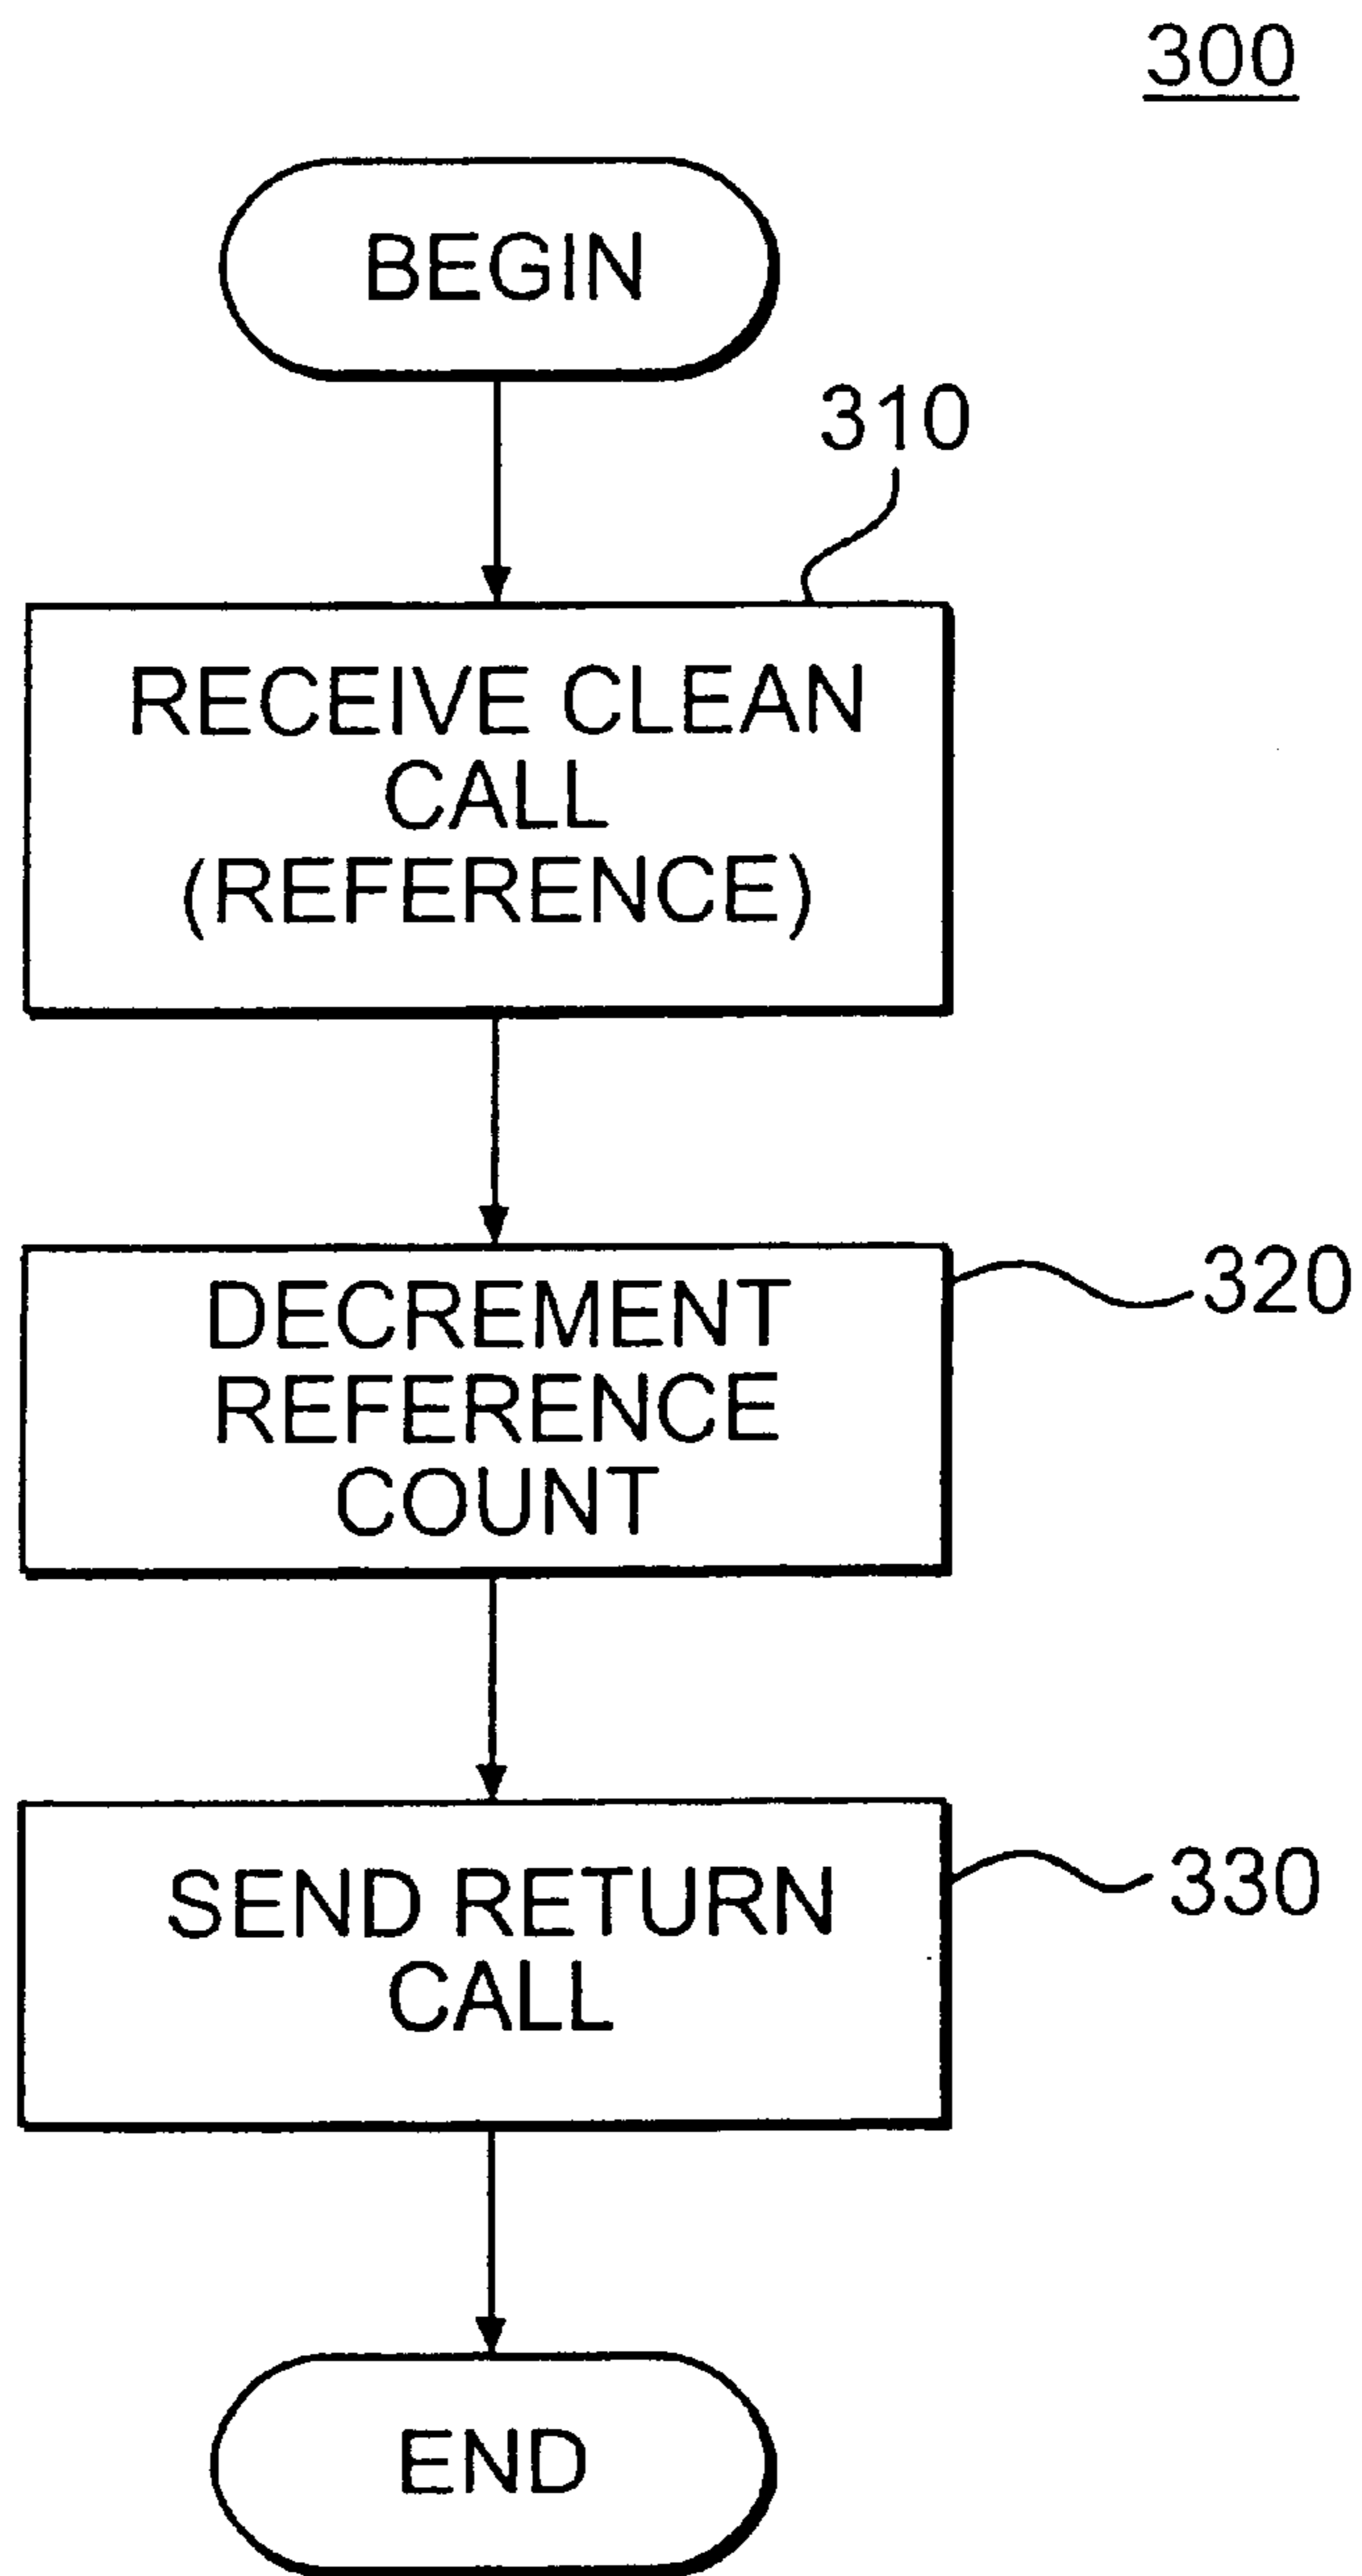 300
BEGIN
310
RECEIVE CLEAN
CALL
(REFERENCE)
DECREMENT
REFERENCE
COUNT
320
SEND RETURN
CALL
330
END